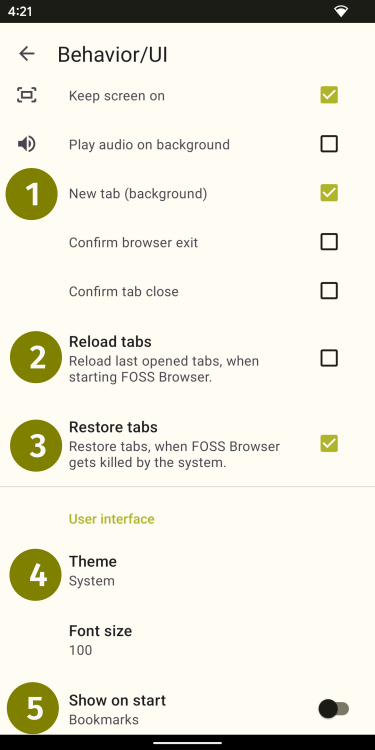 4:21
Behavior/UI
Keep screen on
Play audio on background
1
New tab (background)
Confirm browser exit
Confirm tab close
2
Reload tabs
Reload last opened tabs, when
starting FOSS Browser.
3
Restore tabs
Restore tabs, when FOSS Browser
gets killed by the system.
User interface
4
Theme
System
Font size
100
5
Show on start
Bookmarks